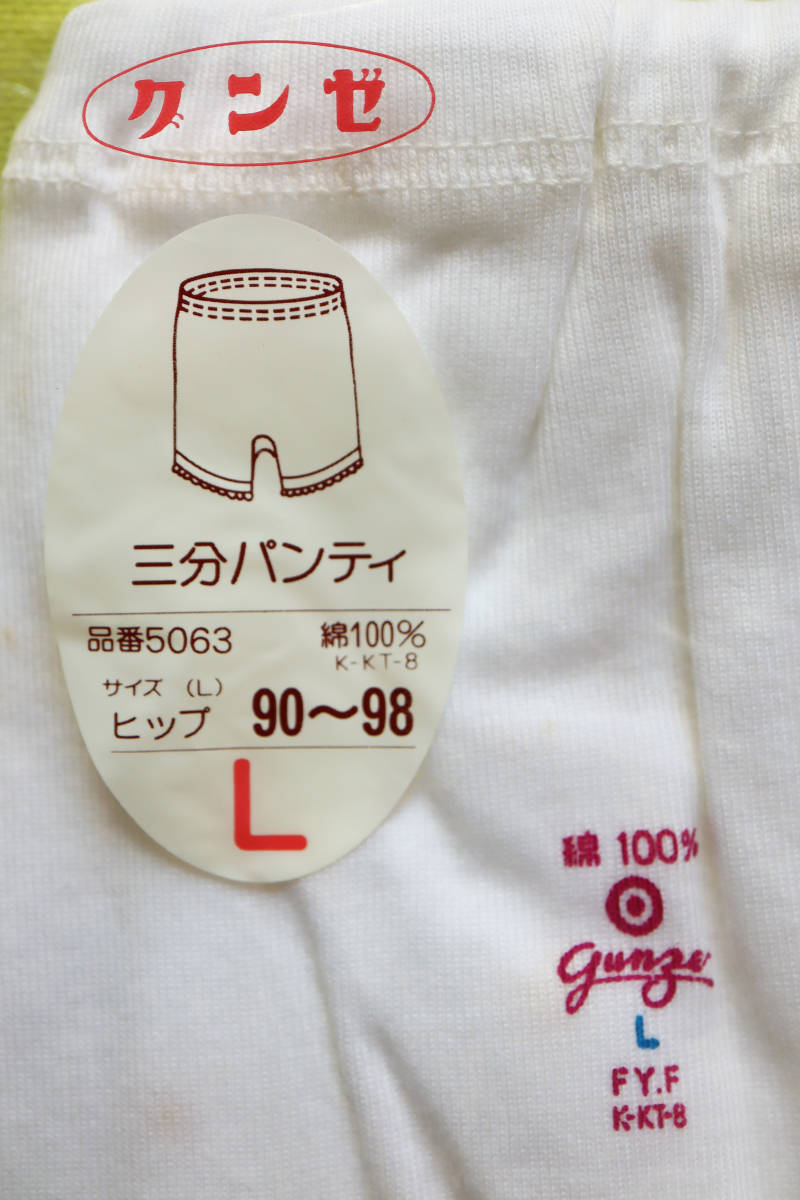 グンゼ
三分パンティ
品番5063 綿100%
K-KT-8
サイズ (L)
ヒップ 90〜98
L
綿 100%
gunze
L
FY.F
K-KT-8